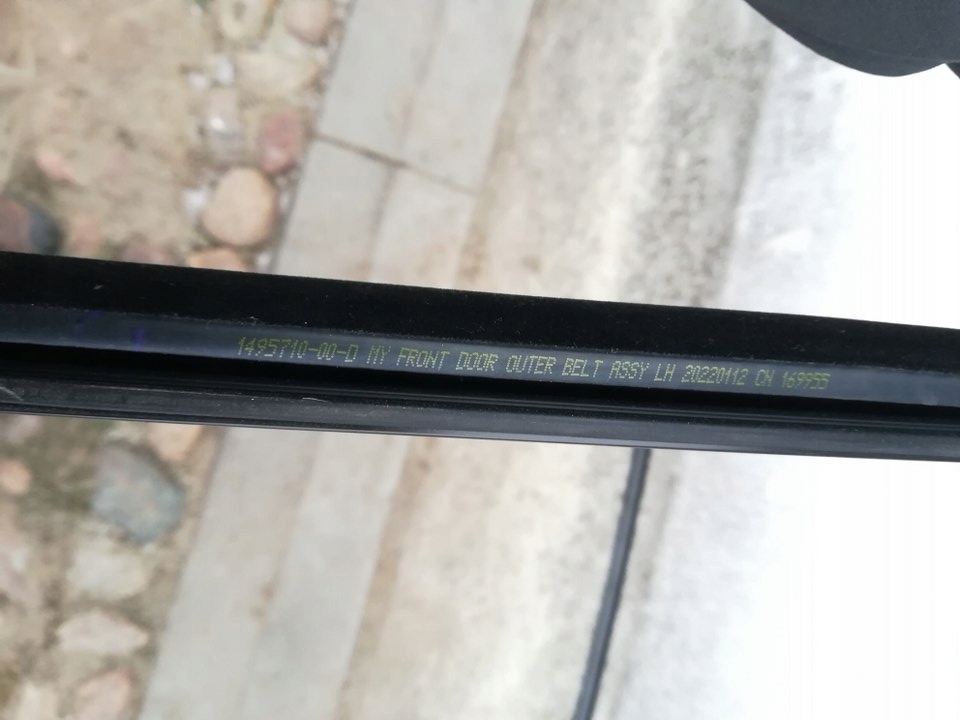 1495710-00-D MY FRONT DOOR OUTER BELT ASSY LH 20220112 CN 169955